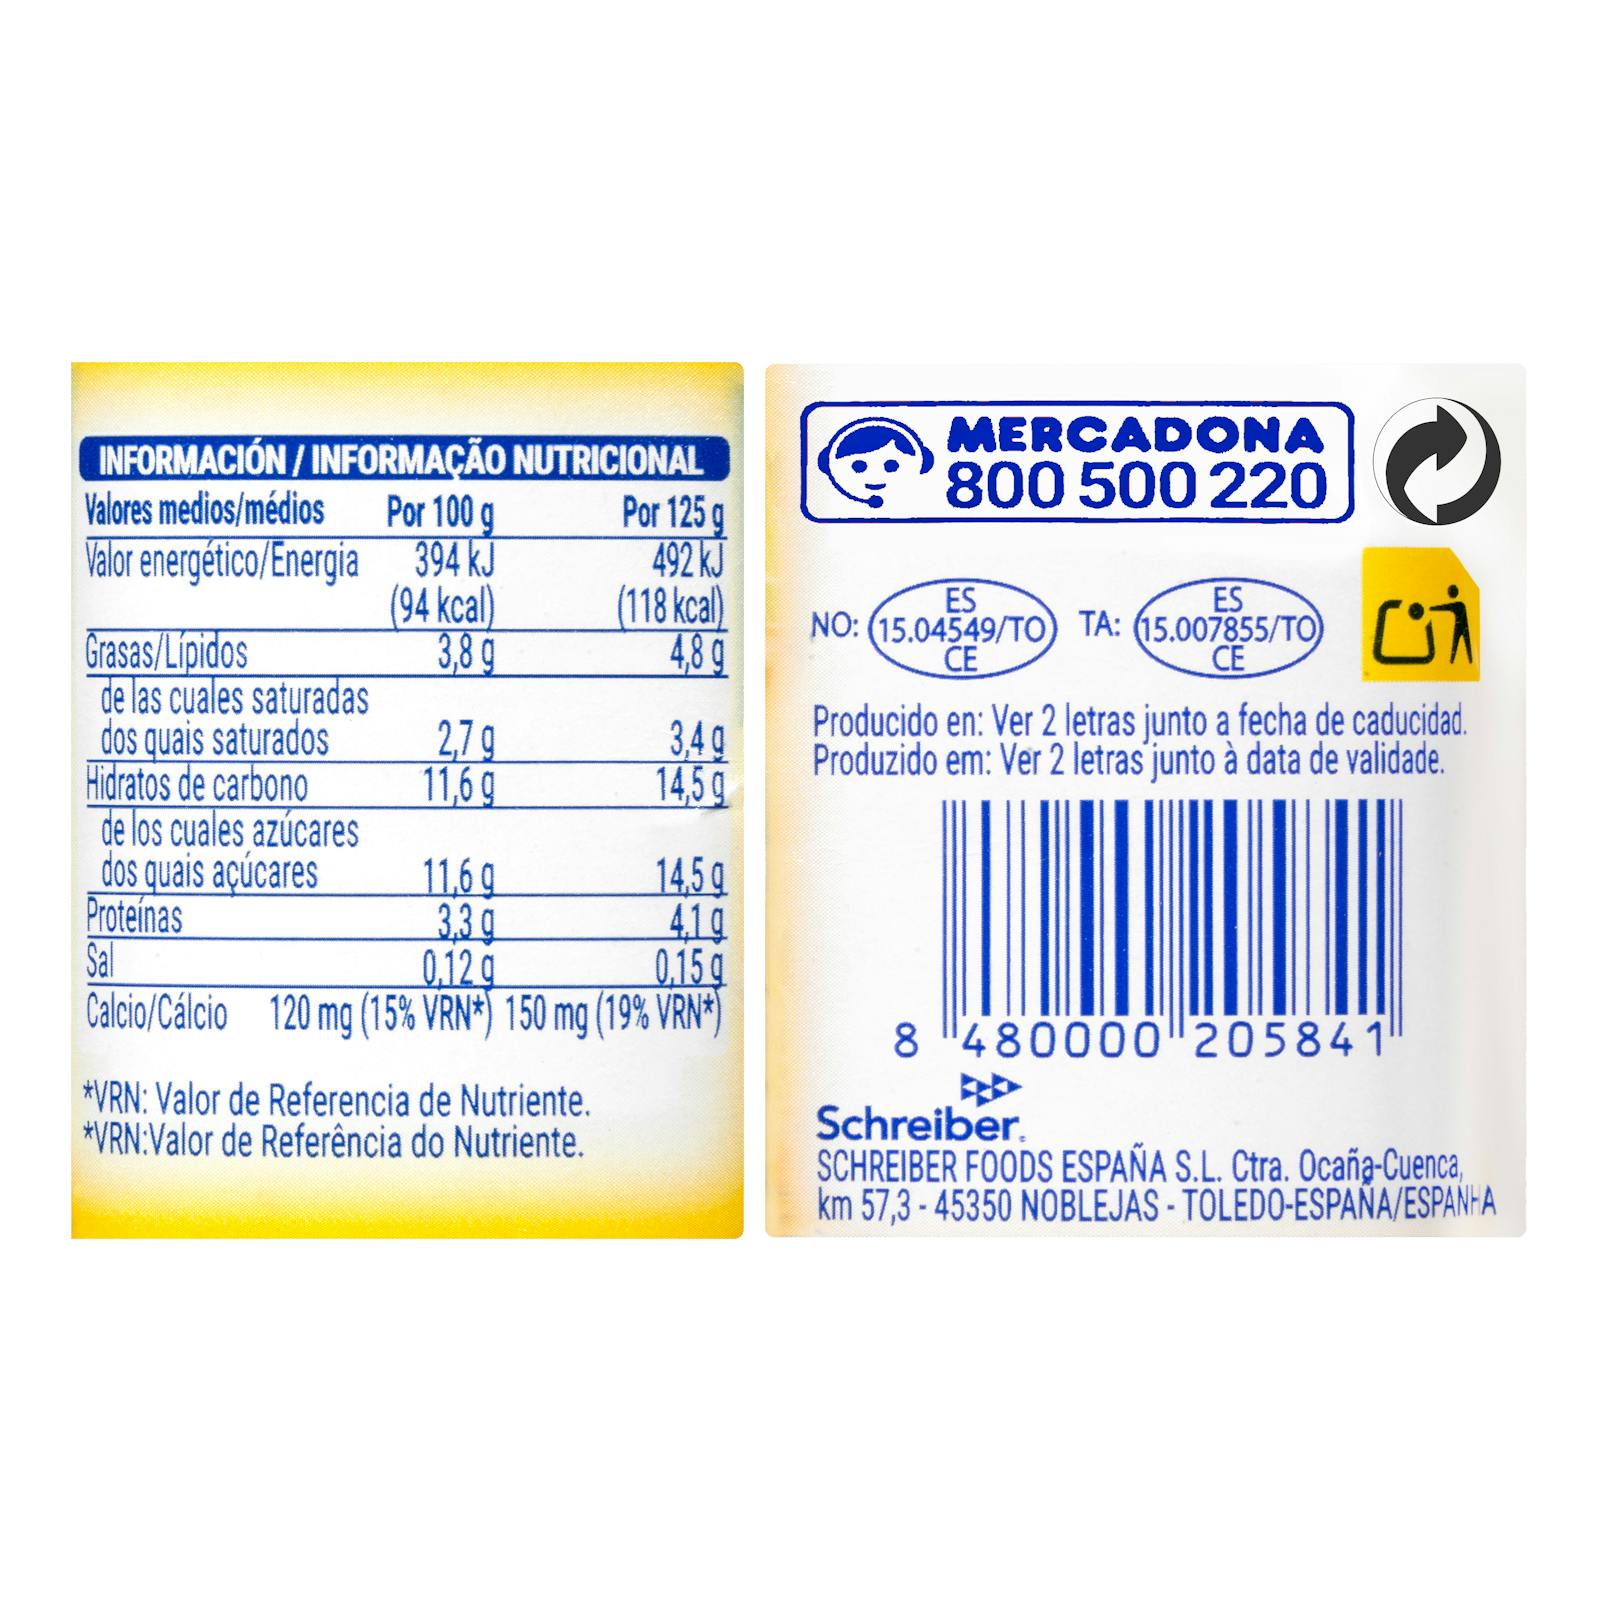 INFORMACIÓN / INFORMAÇÃO NUTRICIONAL
Valores medios/médios Por 100 g Por 125 g
Valor energético/Energia 394 kJ 492 kJ
(94 kcal) (118 kcal)
Grasas/Lípidos 3,8 g 4,8 g
de las cuales saturadas
dos quais saturados 2,7 g 3,4 g
Hidratos de carbono 11,6 g 14,5 g
de los cuales azúcares
dos quais açúcares 11,6 g 14,5 g
Proteínas 3,3 g 4,1 g
Sal 0,12 g 0,15 g
Calcio/Cálcio 120 mg (15% VRN*) 150 mg (19% VRN*)
*VRN: Valor de Referencia de Nutriente.
*VRN:Valor de Referência do Nutriente.
MERCADONA
800 500 220
NO: ES 15.04549/TO CE TA: ES 15.007855/TO CE
Producido en: Ver 2 letras junto a fecha de caducidad.
Produzido em: Ver 2 letras junto à data de validade.
8 480000 205841
Schreiber
SCHREIBER FOODS ESPAÑA S.L. Ctra. Ocaña-Cuenca,
km 57,3 - 45350 NOBLEJAS - TOLEDO-ESPAÑA/ESPANHA